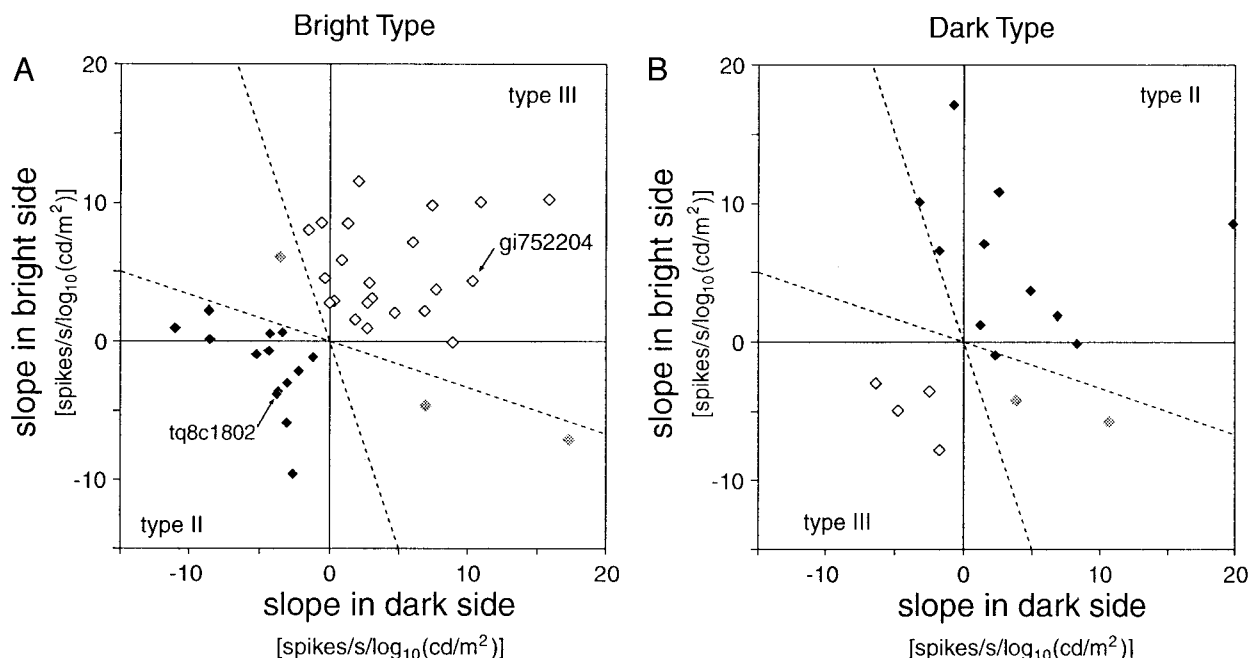 Bright Type
A
20
10
0
-10
-10
0
10
20
type III
gi752204
tq8c1802
type II
slope in bright side
[spikes/s/log10(cd/m2)]
slope in dark side
[spikes/s/log10(cd/m2)]
Dark Type
B
20
10
0
-10
-10
0
10
20
type II
type III
slope in bright side
[spikes/s/log10(cd/m2)]
slope in dark side
[spikes/s/log10(cd/m2)]